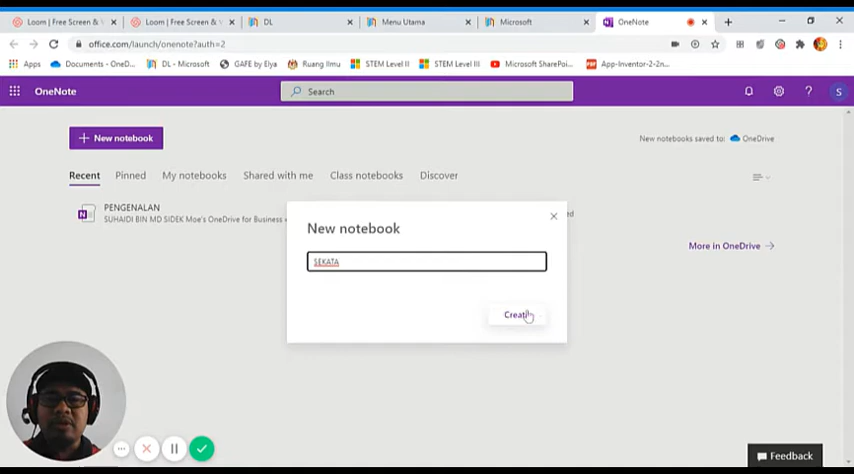 Loom | Free Screen & V
Loom | Free Screen & V
DL
Menu Utama
Microsoft
OneNote
office.com/launch/onenote?auth=2
Apps
Documents - OneD...
DL - Microsoft
GAFE by Elya
Ruang Ilmu
STEM Level II
STEM Level III
Microsoft SharePoi...
App-Inventor-2-2n...
OneNote
Search
?
S
+ New notebook
New notebooks saved to: OneDrive
Recent
Pinned
My notebooks
Shared with me
Class notebooks
Discover
PENGENALAN
SUHAIDI BIN MD SIDEK Moe's OneDrive for Business
More in OneDrive →
New notebook
SEKATA
Feedback